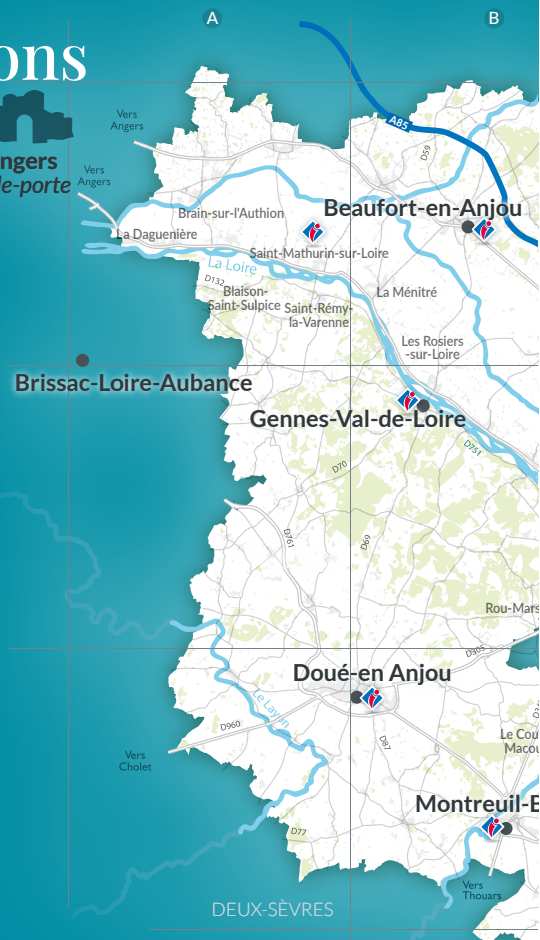 A
B
ons
ngers
le-porte
Vers
Angers
Vers
Angers
A85
D59
Beaufort-en-Anjou
Brain-sur-l'Authion
La Daguenière
Saint-Mathurin-sur-Loire
La Loire
D132
Blaison-
Saint-Sulpice
Saint-Rémy-
la-Varenne
La Ménitré
Les Rosiers
-sur-Loire
Brissac-Loire-Aubance
Gennes-Val-de-Loire
D751
D70
D69
D761
Rou-Mars
D305
Doué-en Anjou
Le Layon
D960
D87
Le Cou
Macou
Vers
Cholet
Montreuil-B
D77
Vers
Thouars
DEUX-SÈVRES